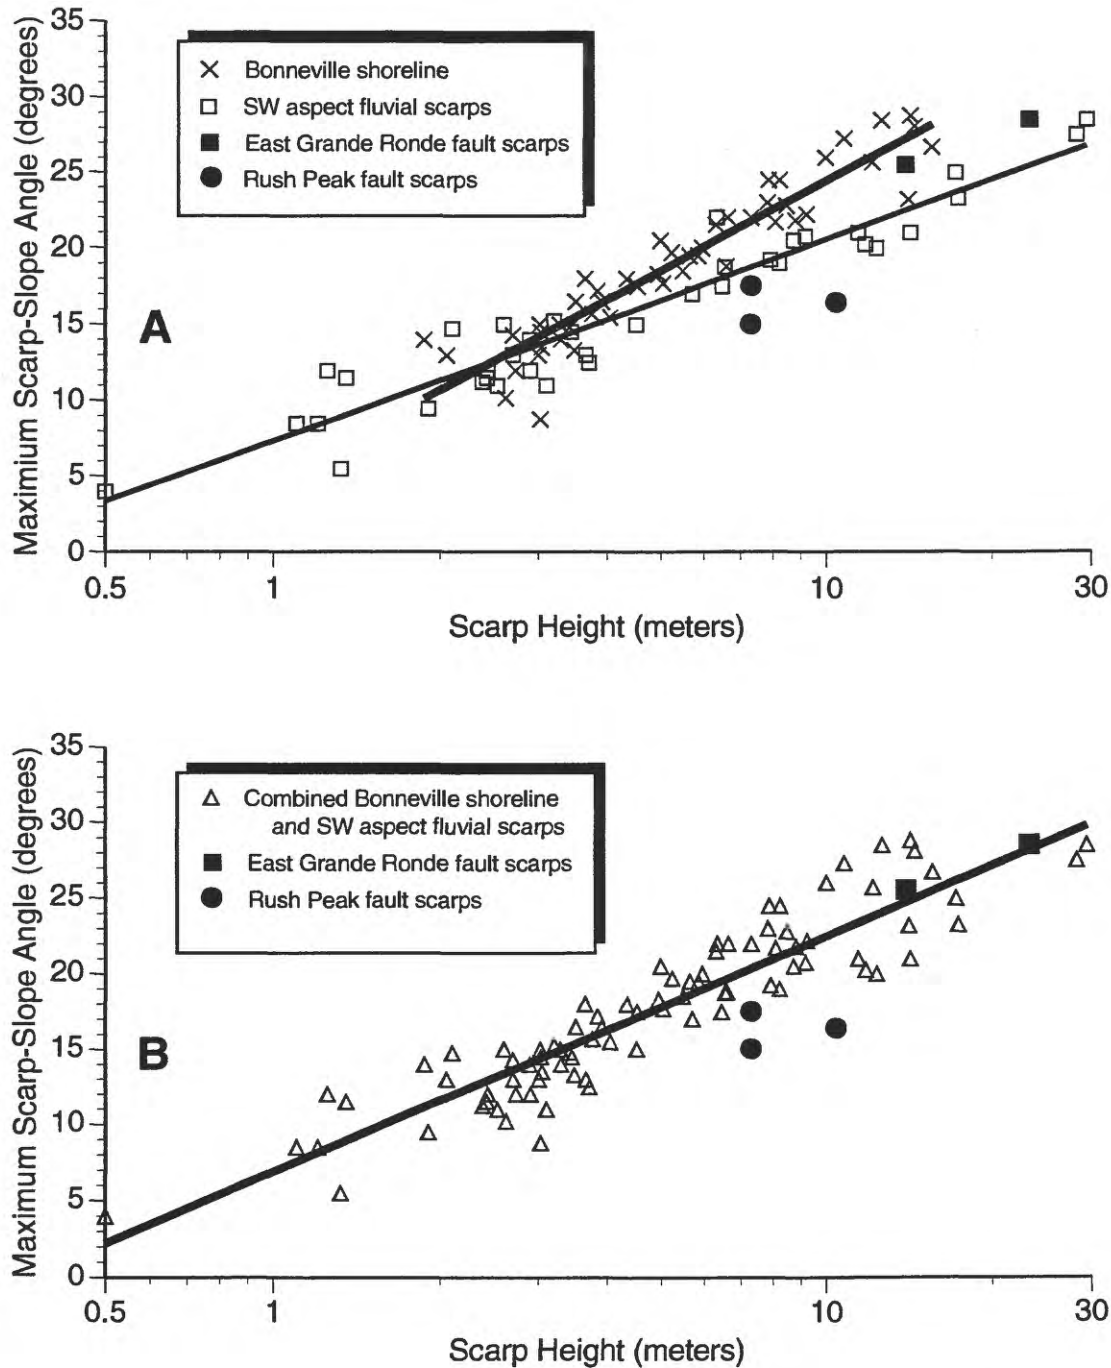 35
30
25
20
15
10
5
0
Maximium Scarp-Slope Angle (degrees)
Bonneville shoreline
SW aspect fluvial scarps
East Grande Ronde fault scarps
Rush Peak fault scarps
A
0.5 1 10 30
Scarp Height (meters)
35
30
25
20
15
10
5
0
Maximum Scarp-Slope Angle (degrees)
Combined Bonneville shoreline
and SW aspect fluvial scarps
East Grande Ronde fault scarps
Rush Peak fault scarps
B
0.5 1 10 30
Scarp Height (meters)